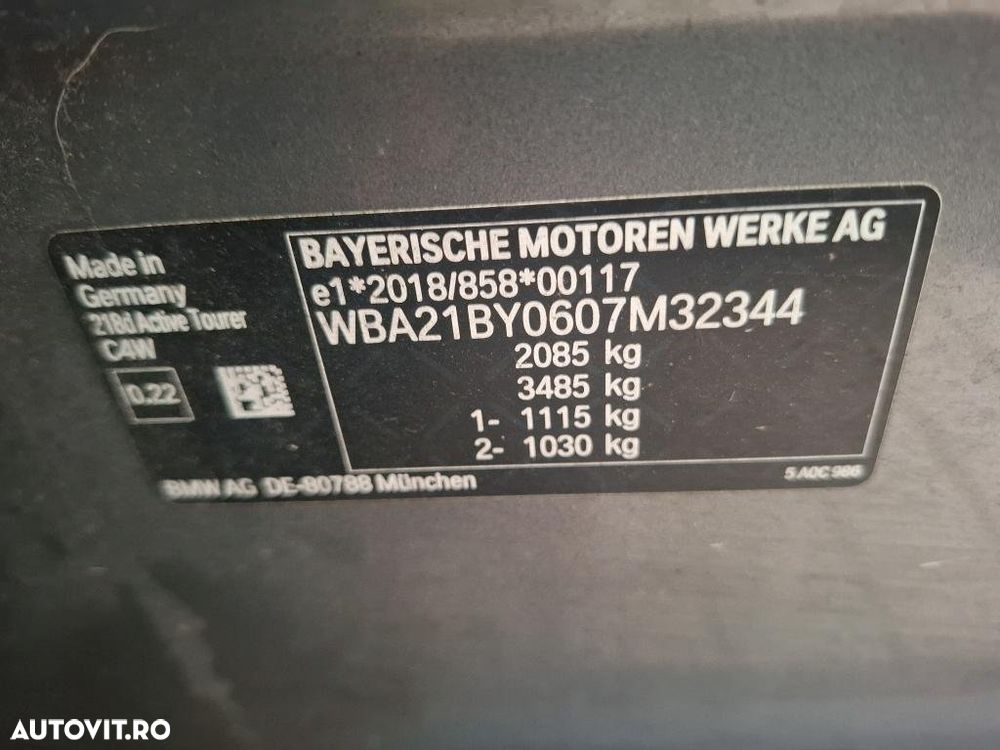 Made in
Germany
218d Active Tourer
C4W
0.22
BAYERISCHE MOTOREN WERKE AG
e1*2018/858*00117
WBA21BY0607M32344
2085 kg
3485 kg
1- 1115 kg
2- 1030 kg
BMW AG DE-80788 München
5 A0C 986
AUTOVIT.RO